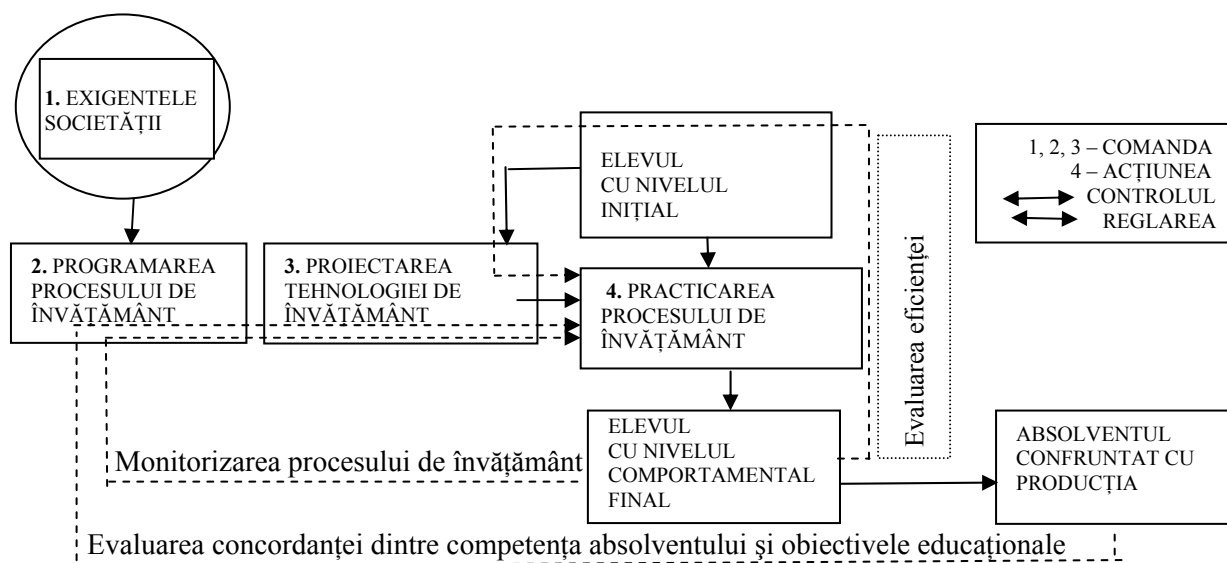 1. EXIGENTELE
SOCIETĂȚII
ELEVUL
CU NIVELUL
INIȚIAL
1, 2, 3 – COMANDA
4 – ACȚIUNEA
CONTROLUL
REGLAREA
2. PROGRAMAREA
PROCESULUI DE
ÎNVĂȚĂMÂNT
3. PROIECTAREA
TEHNOLOGIEI DE
ÎNVĂȚĂMÂNT
4. PRACTICAREA
PROCESULUI DE
ÎNVĂȚĂMÂNT
Evaluarea eficienței
Monitorizarea procesului de învățământ
ELEVUL
CU NIVELUL
COMPORTAMENTAL
FINAL
ABSOLVENTUL
CONFRUNTAT CU
PRODUCȚIA
Evaluarea concordanței dintre competența absolventului și obiectivele educaționale